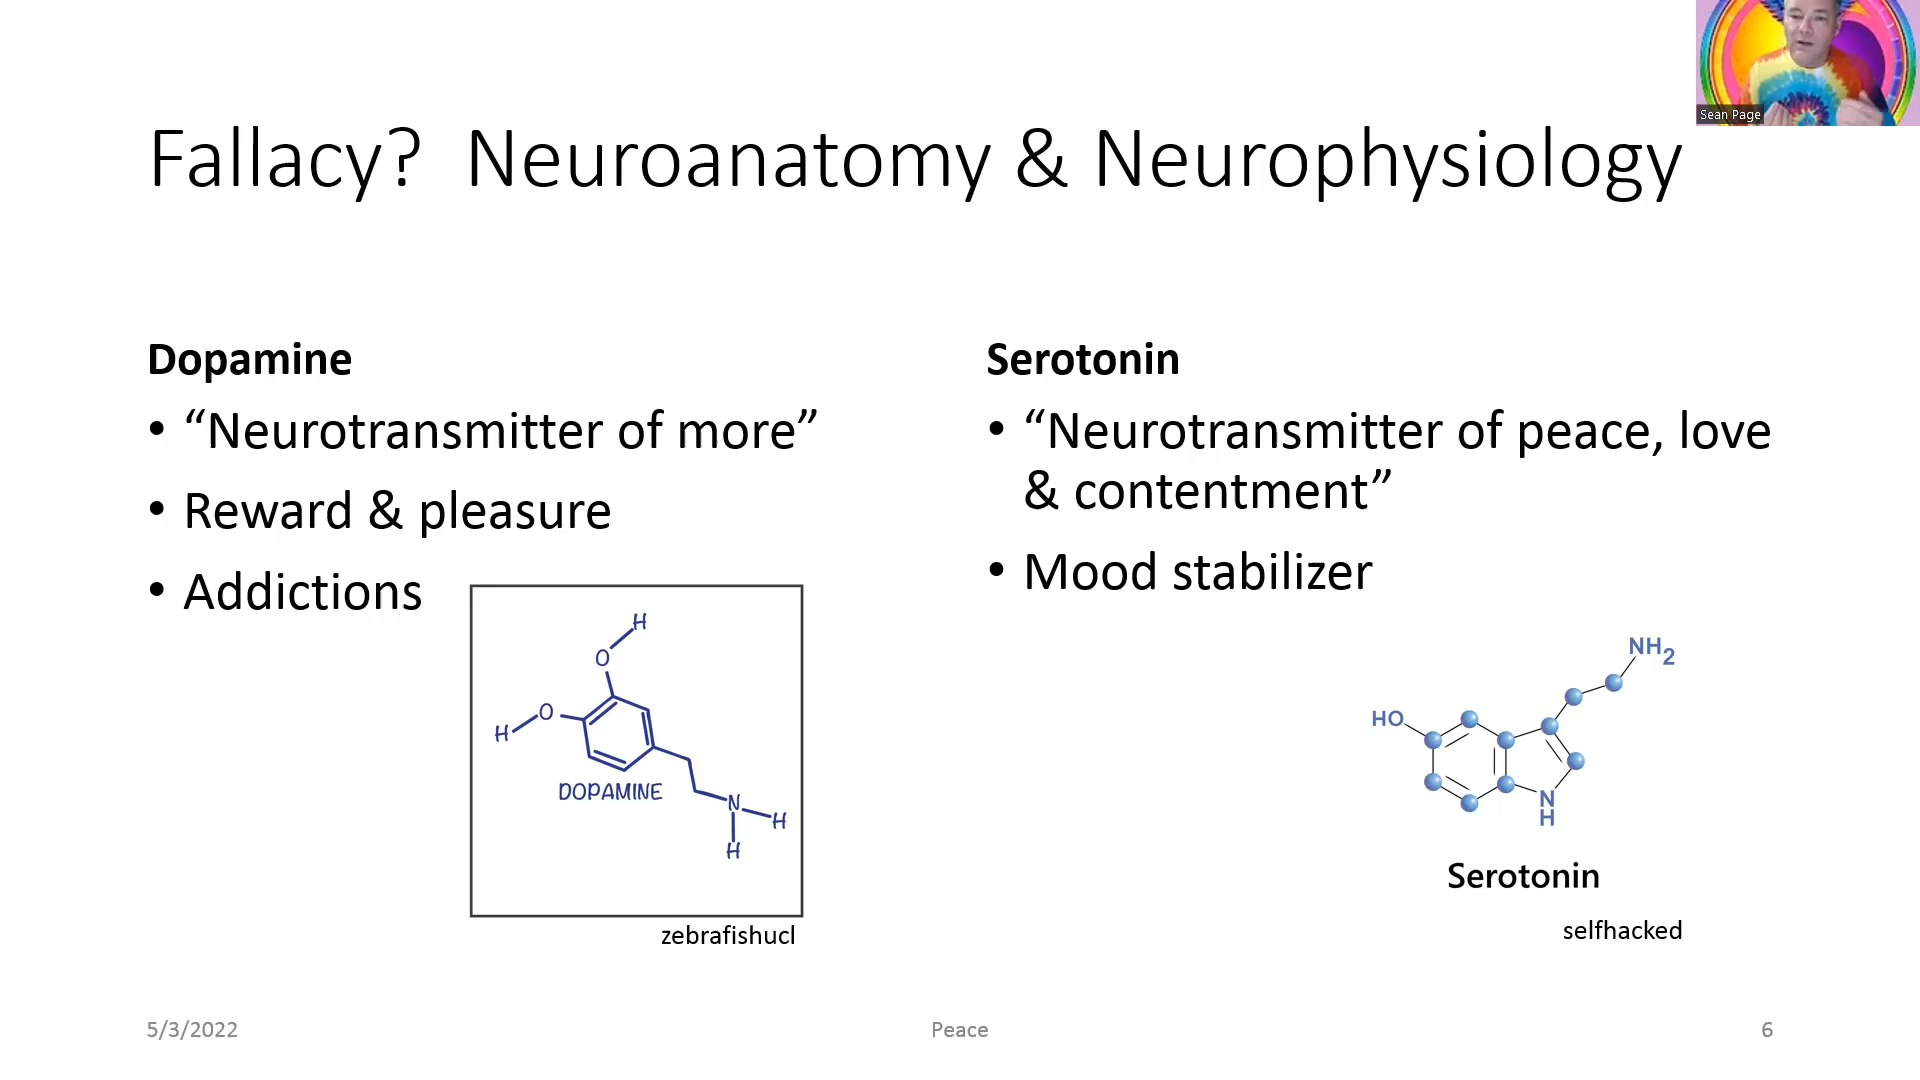 Sean Page
Fallacy?  Neuroanatomy & Neurophysiology
Dopamine
• “Neurotransmitter of more”
• Reward & pleasure
• Addictions
H
O
O
H
DOPAMINE
N
H
H
zebrafishucl
Serotonin
• “Neurotransmitter of peace, love
& contentment”
• Mood stabilizer
NH2
HO
N
H
Serotonin
selfhacked
5/3/2022
Peace
6